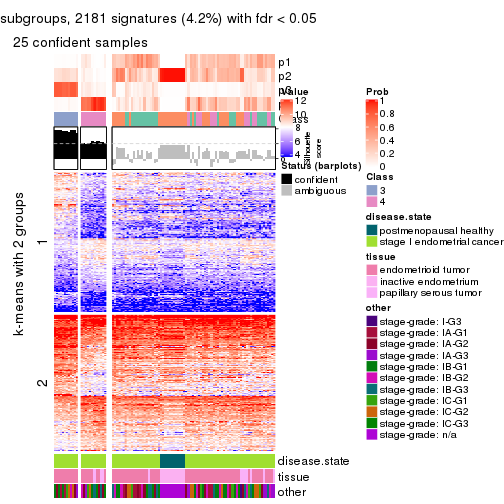 subgroups, 2181 signatures (4.2%) with fdr < 0.05
25 confident samples
p1
p2
Value
12
10
8
6
4
Silhouette
score
Status (barplots)
confident
ambiguous
Prob
1
0.8
0.6
0.4
0.2
0
Class
3
4
disease.state
postmenopausal healthy
stage I endometrial cancer
tissue
endometrioid tumor
inactive endometrium
papillary serous tumor
other
stage-grade: I-G3
stage-grade: IA-G1
stage-grade: IA-G2
stage-grade: IA-G3
stage-grade: IB-G1
stage-grade: IB-G2
stage-grade: IB-G3
stage-grade: IC-G1
stage-grade: IC-G2
stage-grade: IC-G3
stage-grade: n/a
k-means with 2 groups
1
2
disease.state
tissue
other